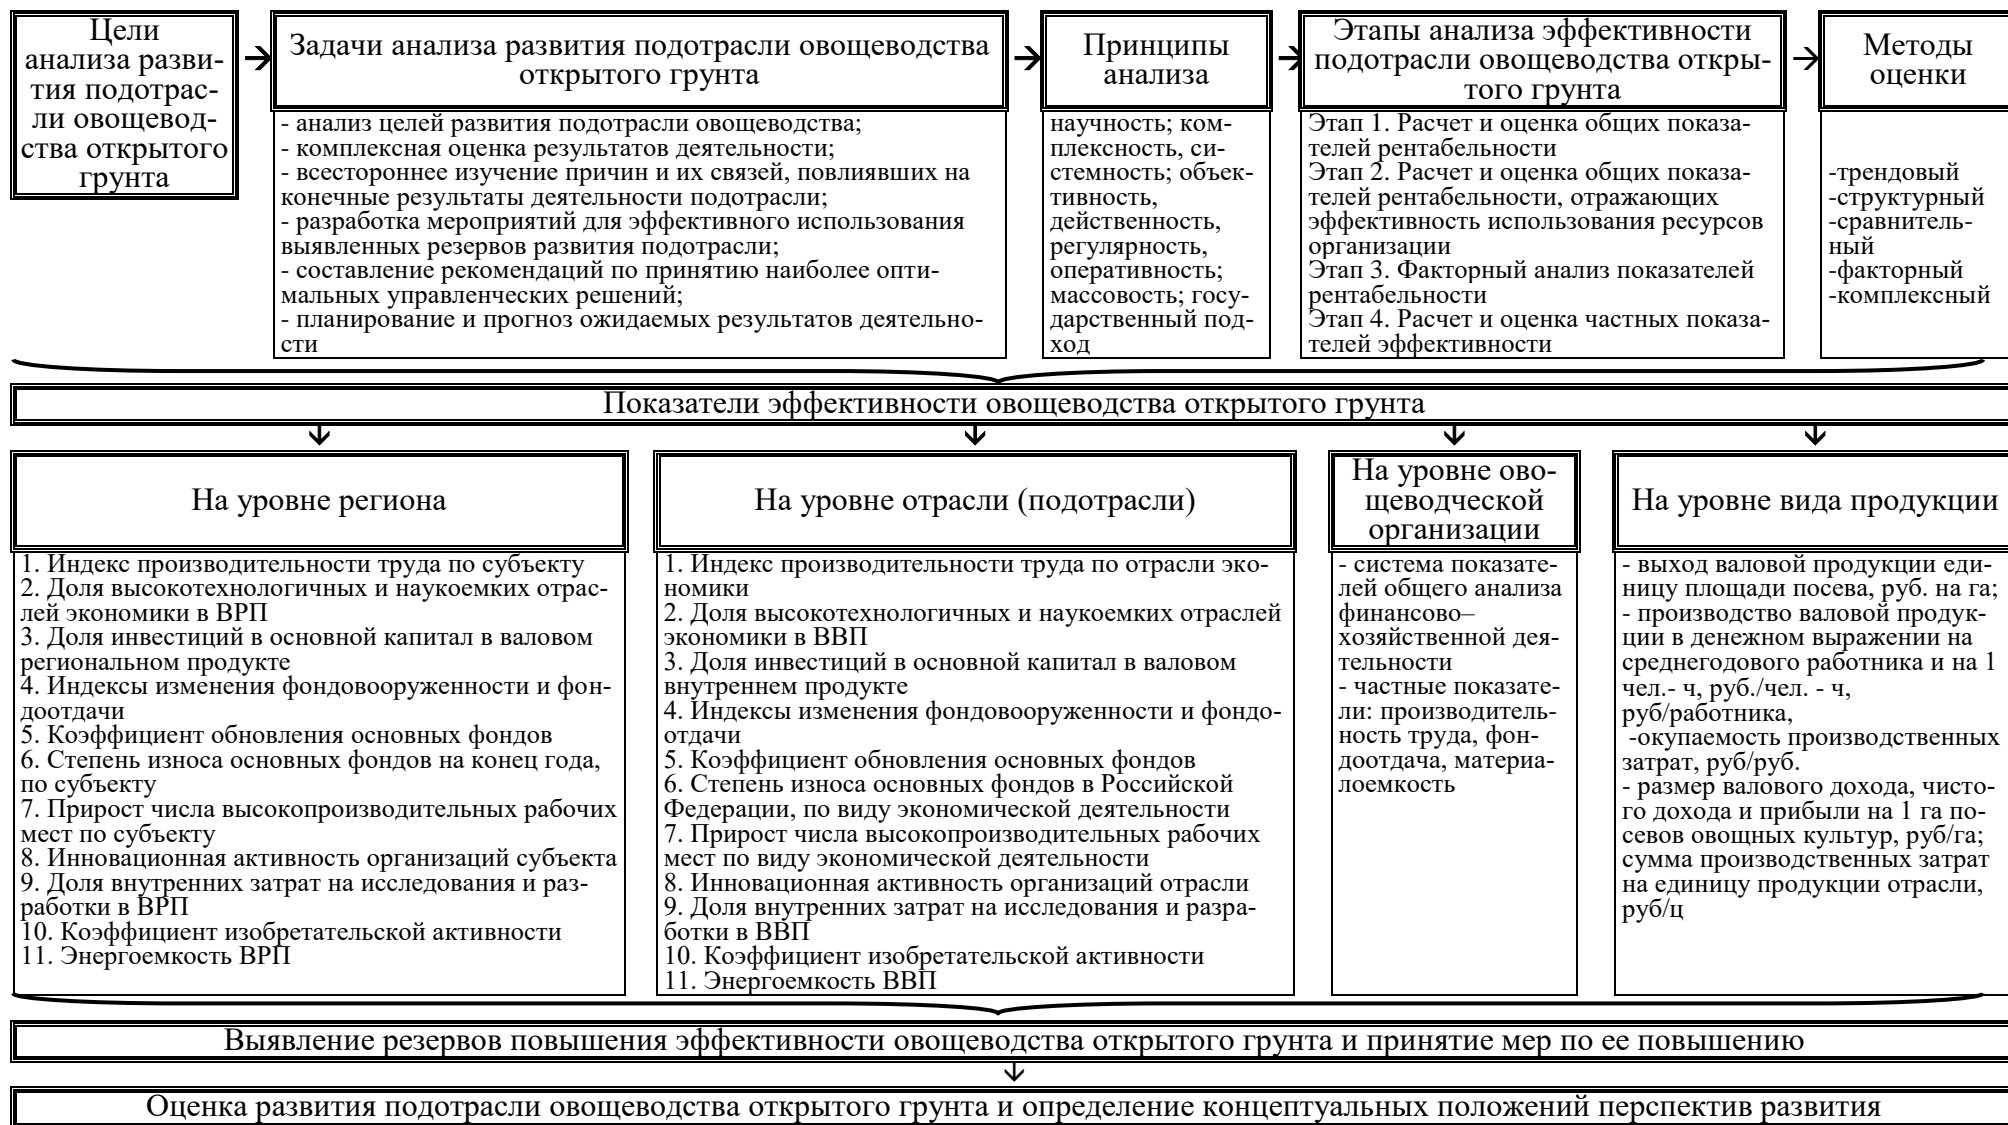 Цели
анализа разви-
тия подотрас-
ли овощевод-
ства открытого
грунта
Задачи анализа развития подотрасли овощеводства
открытого грунта
- анализ целей развития подотрасли овощеводства;
- комплексная оценка результатов деятельности;
- всестороннее изучение причин и их связей, повлиявших на
конечные результаты деятельности подотрасли;
- разработка мероприятий для эффективного использования
выявленных резервов развития подотрасли;
- составление рекомендаций по принятию наиболее опти-
мальных управленческих решений;
- планирование и прогноз ожидаемых результатов деятельно-
сти
Принципы
анализа
научность; ком-
плексность, си-
стемность; объек-
тивность,
действенность,
регулярность,
оперативность;
массовость; госу-
дарственный под-
ход
Этапы анализа эффективности
подотрасли овощеводства откры-
того грунта
Этап 1. Расчет и оценка общих показа-
телей рентабельности
Этап 2. Расчет и оценка общих показа-
телей рентабельности, отражающих
эффективность использования ресурсов
организации
Этап 3. Факторный анализ показателей
рентабельности
Этап 4. Расчет и оценка частных показа-
телей эффективности
Методы
оценки
-трендовый
-структурный
-сравнитель-
ный
-факторный
-комплексный
Показатели эффективности овощеводства открытого грунта
На уровне региона
1. Индекс производительности труда по субъекту
2. Доля высокотехнологичных и наукоемких отрас-
лей экономики в ВРП
3. Доля инвестиций в основной капитал в валовом
региональном продукте
4. Индексы изменения фондовооруженности и фон-
доотдачи
5. Коэффициент обновления основных фондов
6. Степень износа основных фондов на конец года,
по субъекту
7. Прирост числа высокопроизводительных рабочих
мест по субъекту
8. Инновационная активность организаций субъекта
9. Доля внутренних затрат на исследования и раз-
работки в ВРП
10. Коэффициент изобретательской активности
11. Энергоемкость ВРП
На уровне отрасли (подотрасли)
1. Индекс производительности труда по отрасли эко-
номики
2. Доля высокотехнологичных и наукоемких отраслей
экономики в ВВП
3. Доля инвестиций в основной капитал в валовом
внутреннем продукте
4. Индексы изменения фондовооруженности и фондо-
отдачи
5. Коэффициент обновления основных фондов
6. Степень износа основных фондов в Российской
Федерации, по виду экономической деятельности
7. Прирост числа высокопроизводительных рабочих
мест по виду экономической деятельности
8. Инновационная активность организаций отрасли
9. Доля внутренних затрат на исследования и разра-
ботки в ВВП
10. Коэффициент изобретательской активности
11. Энергоемкость ВВП
На уровне ово-
щеводческой
организации
- система показате-
лей общего анализа
финансово–
хозяйственной дея-
тельности
- частные показате-
ли: производитель-
ность труда, фон-
доотдача, материа-
лоемкость
На уровне вида продукции
- выход валовой продукции еди-
ницу площади посева, руб. на га;
- производство валовой продук-
ции в денежном выражении на
среднегодового работника и на 1
чел.- ч, руб./чел. - ч,
руб/работника,
-окупаемость производственных
затрат, руб/руб.
- размер валового дохода, чисто-
го дохода и прибыли на 1 га по-
севов овощных культур, руб/га;
сумма производственных затрат
на единицу продукции отрасли,
руб/ц
Выявление резервов повышения эффективности овощеводства открытого грунта и принятие мер по ее повышению
Оценка развития подотрасли овощеводства открытого грунта и определение концептуальных положений перспектив развития